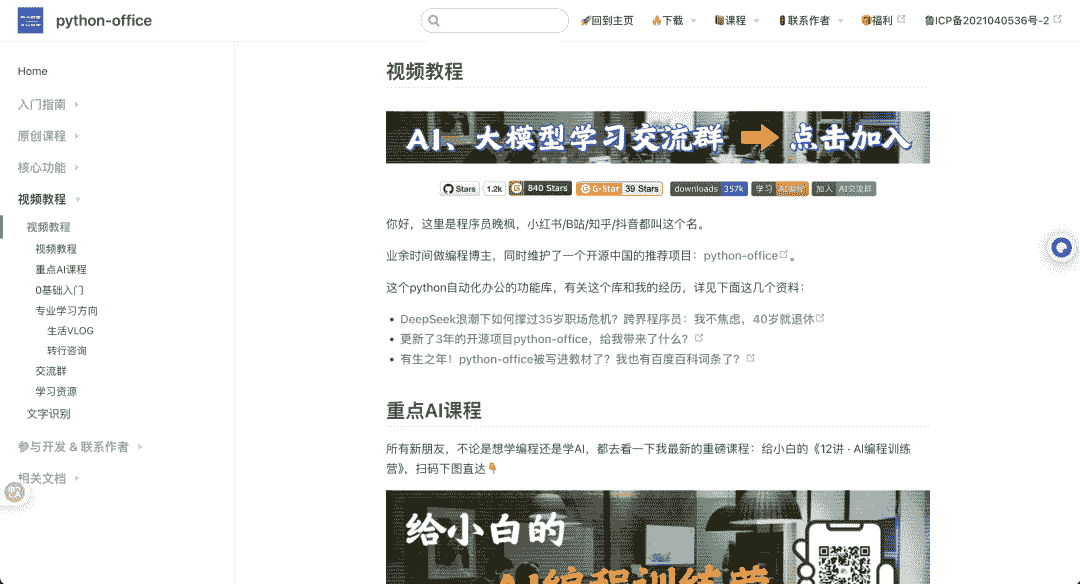 python-office
🚀回到主页
🔥下载
课程
联系作者
福利
鲁ICP备2021040536号-2
Home
入门指南
原创课程
核心功能
视频教程
视频教程
视频教程
重点AI课程
0基础入门
专业学习方向
生活VLOG
转行咨询
交流群
学习资源
文字识别
参与开发 & 联系作者
相关文档
视频教程
AI、大模型学习交流群 点击加入
Stars 1.2k 840 Stars G-Star 39 Stars downloads 357k 学习 加入 AI交流群
你好，这里是程序员晚枫，小红书/B站/知乎/抖音都叫这个名。
业余时间做编程博主，同时维护了一个开源中国的推荐项目：python-office。
这个python自动化办公的功能库，有关这个库和我的经历，详见下面这几个资料：
• DeepSeek浪潮下如何撑过35岁职场危机？跨界程序员：我不焦虑，40岁就退休
• 更新了3年的开源项目python-office，给我带来了什么？
• 有生之年！python-office被写进教材了？我也有百度百科词条了？
重点AI课程
所有新朋友，不论是想学编程还是学AI，都去看一下我最新的重磅课程：给小白的《12讲 · AI编程训练
营》，扫码下图直达👇
给小白的
AI编程训练营